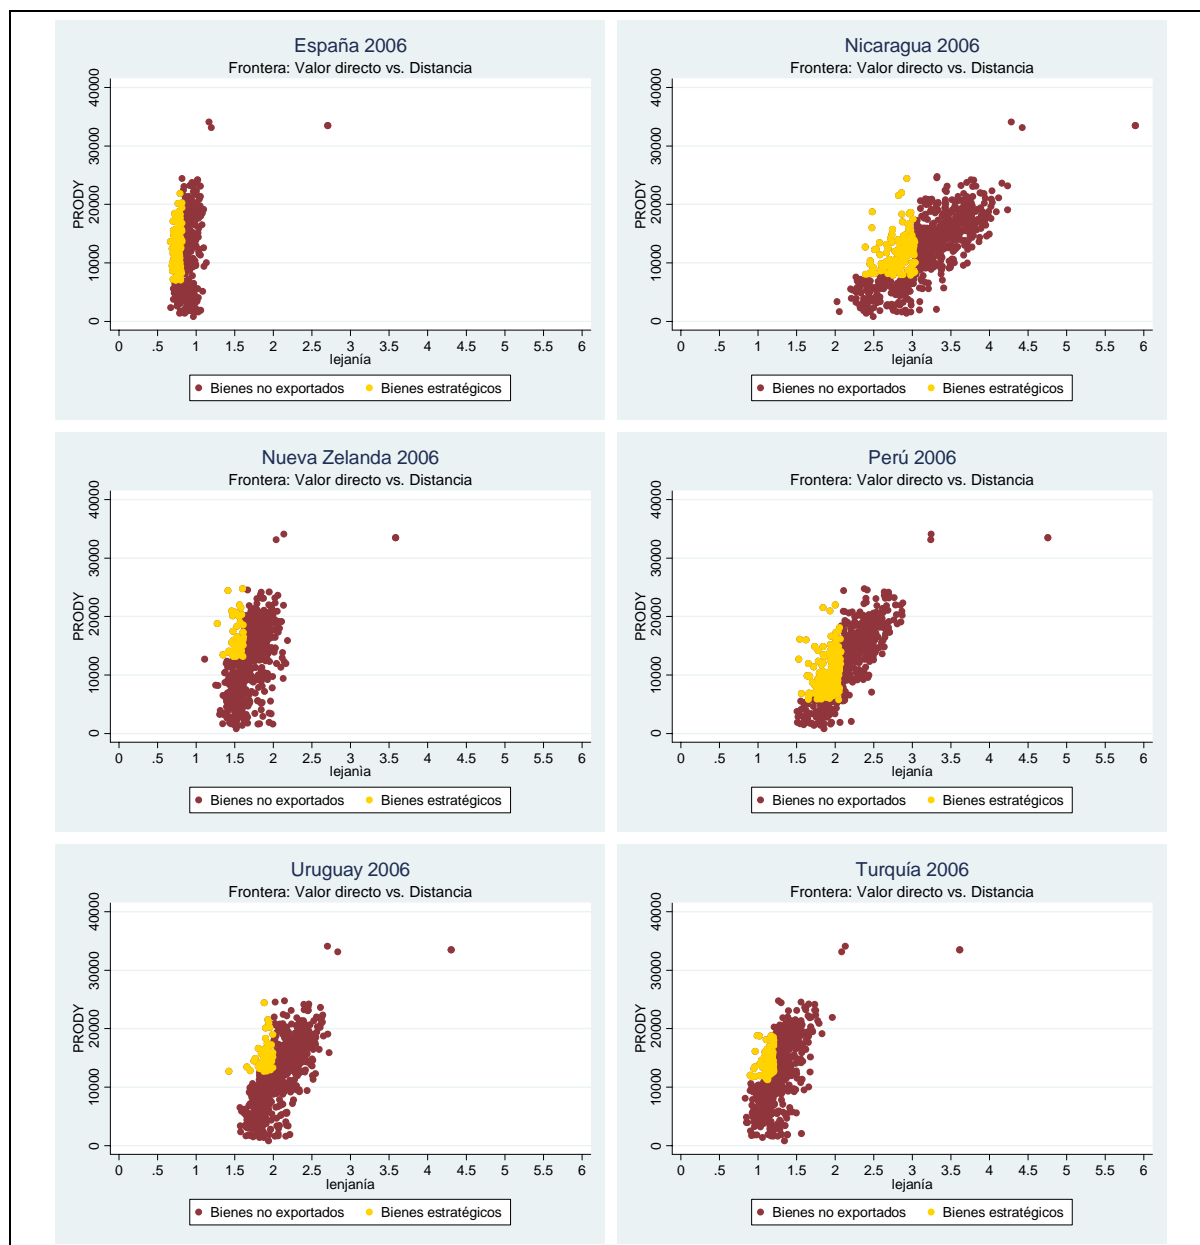 España 2006
Frontera: Valor directo vs. Distancia
PRODY
40000
30000
20000
10000
0
0 .5 1 1.5 2 2.5 3 3.5 4 4.5 5 5.5 6
lejanía
Bienes no exportados Bienes estratégicos
Nicaragua 2006
Frontera: Valor directo vs. Distancia
PRODY
40000
30000
20000
10000
0
0 .5 1 1.5 2 2.5 3 3.5 4 4.5 5 5.5 6
lejanía
Bienes no exportados Bienes estratégicos
Nueva Zelanda 2006
Frontera: Valor directo vs. Distancia
PRODY
40000
30000
20000
10000
0
0 .5 1 1.5 2 2.5 3 3.5 4 4.5 5 5.5 6
lejanìa
Bienes no exportados Bienes estratégicos
Perú 2006
Frontera: Valor directo vs. Distancia
PRODY
40000
30000
20000
10000
0
0 .5 1 1.5 2 2.5 3 3.5 4 4.5 5 5.5 6
lejanía
Bienes no exportados Bienes estratégicos
Uruguay 2006
Frontera: Valor directo vs. Distancia
PRODY
40000
30000
20000
10000
0
0 .5 1 1.5 2 2.5 3 3.5 4 4.5 5 5.5 6
lenjanía
Bienes no exportados Bienes estratégicos
Turquía 2006
Frontera: Valor directo vs. Distancia
PRODY
40000
30000
20000
10000
0
0 .5 1 1.5 2 2.5 3 3.5 4 4.5 5 5.5 6
lejanía
Bienes no exportados Bienes estratégicos